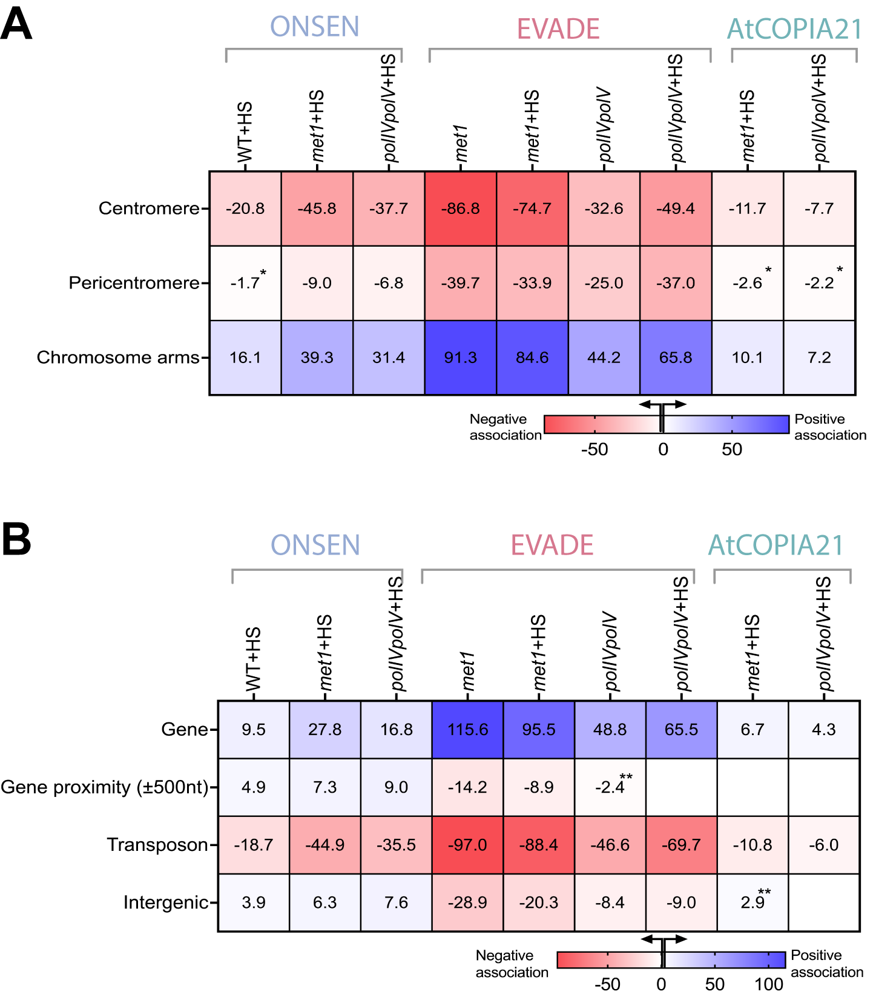 A
ONSEN EVADE AtCOPIA21
WT+HS met1+HS polIVpolV+HS met1 met1+HS polIVpolV polIVpolV+HS met1+HS polIVpolV+HS
Centromere -20.8 -45.8 -37.7 -86.8 -74.7 -32.6 -49.4 -11.7 -7.7
Pericentromere -1.7* -9.0 -6.8 -39.7 -33.9 -25.0 -37.0 -2.6* -2.2*
Chromosome arms 16.1 39.3 31.4 91.3 84.6 44.2 65.8 10.1 7.2
Negative association
Positive association
-50 0 50
B
ONSEN EVADE AtCOPIA21
WT+HS met1+HS polIVpolV+HS met1 met1+HS polIVpolV polIVpolV+HS met1+HS polIVpolV+HS
Gene 9.5 27.8 16.8 115.6 95.5 48.8 65.5 6.7 4.3
Gene proximity (±500nt) 4.9 7.3 9.0 -14.2 -8.9 -2.4**
Transposon -18.7 -44.9 -35.5 -97.0 -88.4 -46.6 -69.7 -10.8 -6.0
Intergenic 3.9 6.3 7.6 -28.9 -20.3 -8.4 -9.0 2.9**
Negative association
Positive association
-50 0 50 100